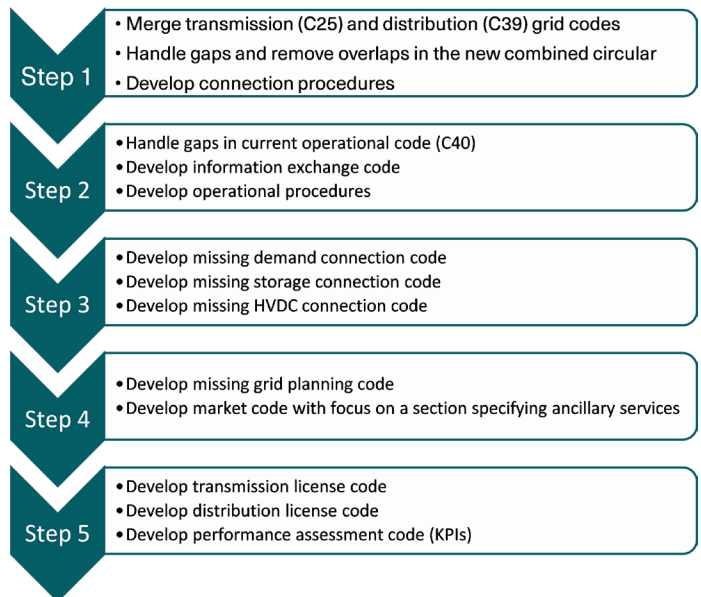 Step 1
• Merge transmission (C25) and distribution (C39) grid codes
• Handle gaps and remove overlaps in the new combined circular
• Develop connection procedures
Step 2
• Handle gaps in current operational code (C40)
• Develop information exchange code
• Develop operational procedures
Step 3
• Develop missing demand connection code
• Develop missing storage connection code
• Develop missing HVDC connection code
Step 4
• Develop missing grid planning code
• Develop market code with focus on a section specifying ancillary services
Step 5
• Develop transmission license code
• Develop distribution license code
• Develop performance assessment code (KPIs)